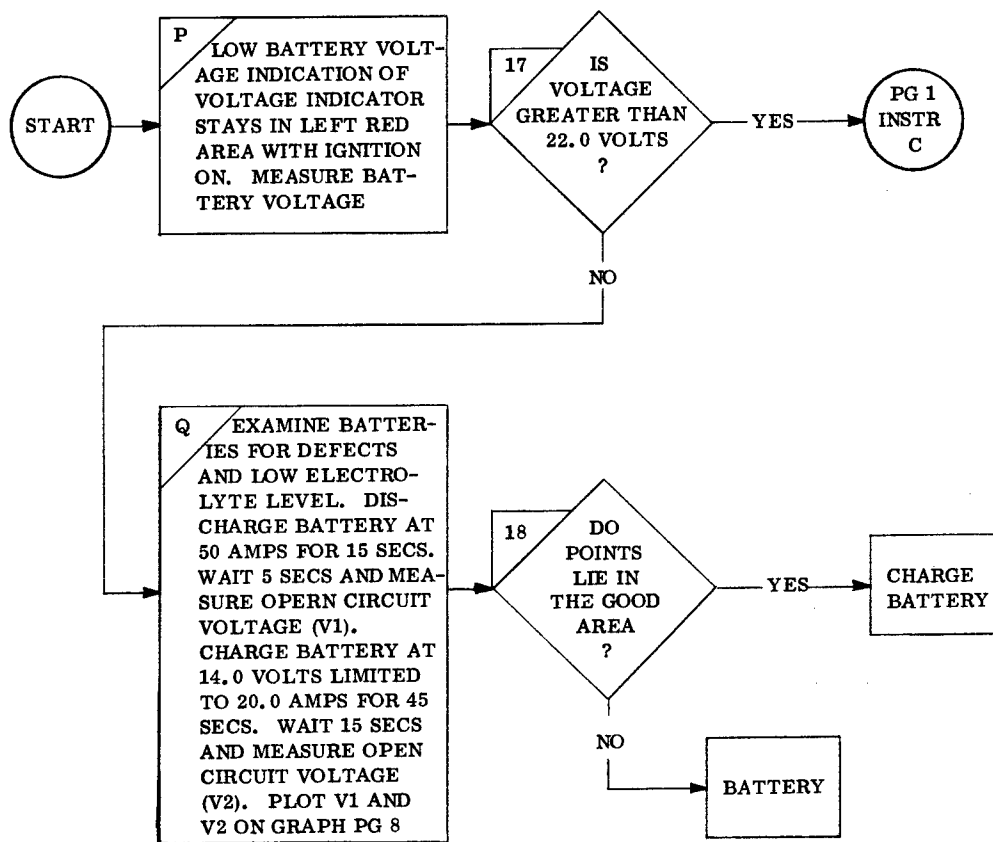 START
P
LOW BATTERY VOLT-
AGE INDICATION OF
VOLTAGE INDICATOR
STAYS IN LEFT RED
AREA WITH IGNITION
ON. MEASURE BAT-
TERY VOLTAGE
17
IS
VOLTAGE
GREATER THAN
22.0 VOLTS
?
YES
PG 1
INSTR
C
NO
Q
EXAMINE BATTER-
IES FOR DEFECTS
AND LOW ELECTRO-
LYTE LEVEL. DIS-
CHARGE BATTERY AT
50 AMPS FOR 15 SECS.
WAIT 5 SECS AND MEA-
SURE OPERN CIRCUIT
VOLTAGE (V1).
CHARGE BATTERY AT
14.0 VOLTS LIMITED
TO 20.0 AMPS FOR 45
SECS. WAIT 15 SECS
AND MEASURE OPEN
CIRCUIT VOLTAGE
(V2). PLOT V1 AND
V2 ON GRAPH PG 8
18
DO
POINTS
LIE IN
THE GOOD
AREA
?
YES
CHARGE
BATTERY
NO
BATTERY